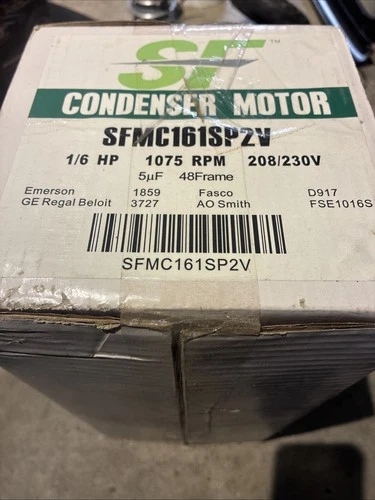 SF™
CONDENSER MOTOR
SFMC161SP2V
1/6 HP 1075 RPM 208/230V
5µF 48Frame
Emerson 1859 Fasco D917
GE Regal Beloit 3727 AO Smith FSE1016S
SFMC161SP2V